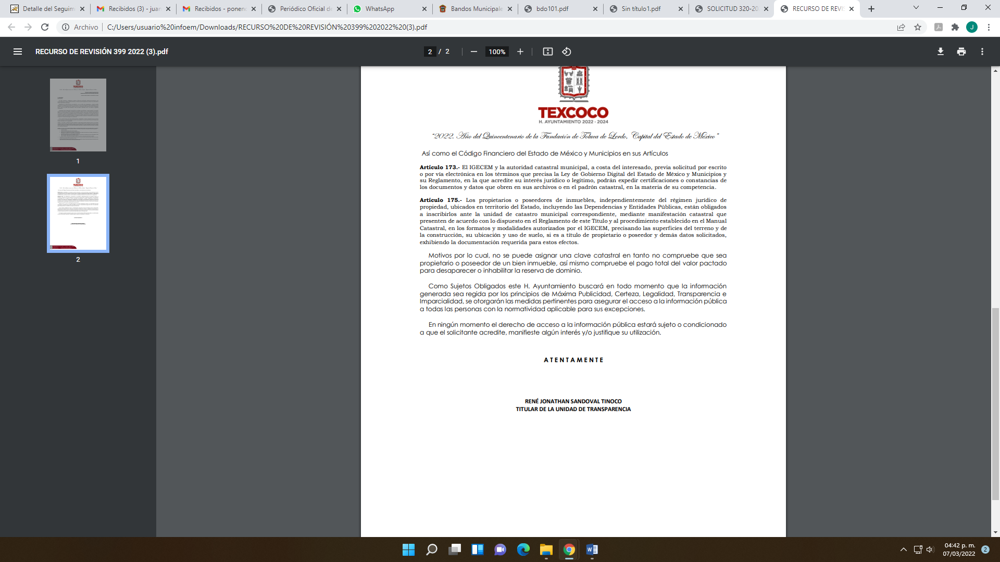 Detalle del Seguim
Recibidos (3) - juan
Recibidos - ponenc
Periódico Oficial de
WhatsApp
Bandos Municipale
bdo101.pdf
Sin título1.pdf
SOLICITUD 320-20
RECURSO DE REVIS
Archivo
C:/Users/usuario%20infoem/Downloads/RECURSO%20DE%20REVISIÓN%20399%202022%20(3).pdf
J
RECURSO DE REVISIÓN 399 2022 (3).pdf
2 / 2
100%
1
2
TEXCOCO
H. AYUNTAMIENTO 2022 - 2024
"2022. Año del Quincentenario de la Fundación de Toluca de Lerdo, Capital del Estado de México"
Así como el Código Financiero del Estado de México y Municipios en sus Artículos
Artículo 173.- El IGECEM y la autoridad catastral municipal, a costa del interesado, previa solicitud por escrito
o por vía electrónica en los términos que precisa la Ley de Gobierno Digital del Estado de México y Municipios y
su Reglamento, en la que acredite su interés jurídico o legítimo, podrán expedir certificaciones o constancias de
los documentos y datos que obren en sus archivos o en el padrón catastral, en la materia de su competencia.
Artículo 175.- Los propietarios o poseedores de inmuebles, independientemente del régimen jurídico de
propiedad, ubicados en territorio del Estado, incluyendo las Dependencias y Entidades Públicas, están obligados
a inscribirlos ante la unidad de catastro municipal correspondiente, mediante manifestación catastral que
presenten de acuerdo con lo dispuesto en el Reglamento de este Título y al procedimiento establecido en el Manual
Catastral, en los formatos y modalidades autorizados por el IGECEM, precisando las superficies del terreno y de
la construcción, su ubicación y uso de suelo, si es a título de propietario o poseedor y demás datos solicitados,
exhibiendo la documentación requerida para estos efectos.
Motivos por lo cual, no se puede asignar una clave catastral en tanto no compruebe que sea
propietario o poseedor de un bien inmueble, así mismo compruebe el pago total del valor pactado
para desaparecer o inhabilitar la reserva de dominio.
Como Sujetos Obligados este H. Ayuntamiento buscará en todo momento que la información
generada sea regida por los principios de Máxima Publicidad, Certeza, Legalidad, Transparencia e
Imparcialidad, se otorgarán las medidas pertinentes para asegurar el acceso a la información pública
a todas las personas con la normatividad aplicable para sus excepciones.
En ningún momento el derecho de acceso a la información pública estará sujeto o condicionado
a que el solicitante acredite, manifieste algún interés y/o justifique su utilización.
A T E N T A M E N T E
RENÉ JONATHAN SANDOVAL TINOCO
TITULAR DE LA UNIDAD DE TRANSPARENCIA
04:42 p. m.
07/03/2022
2